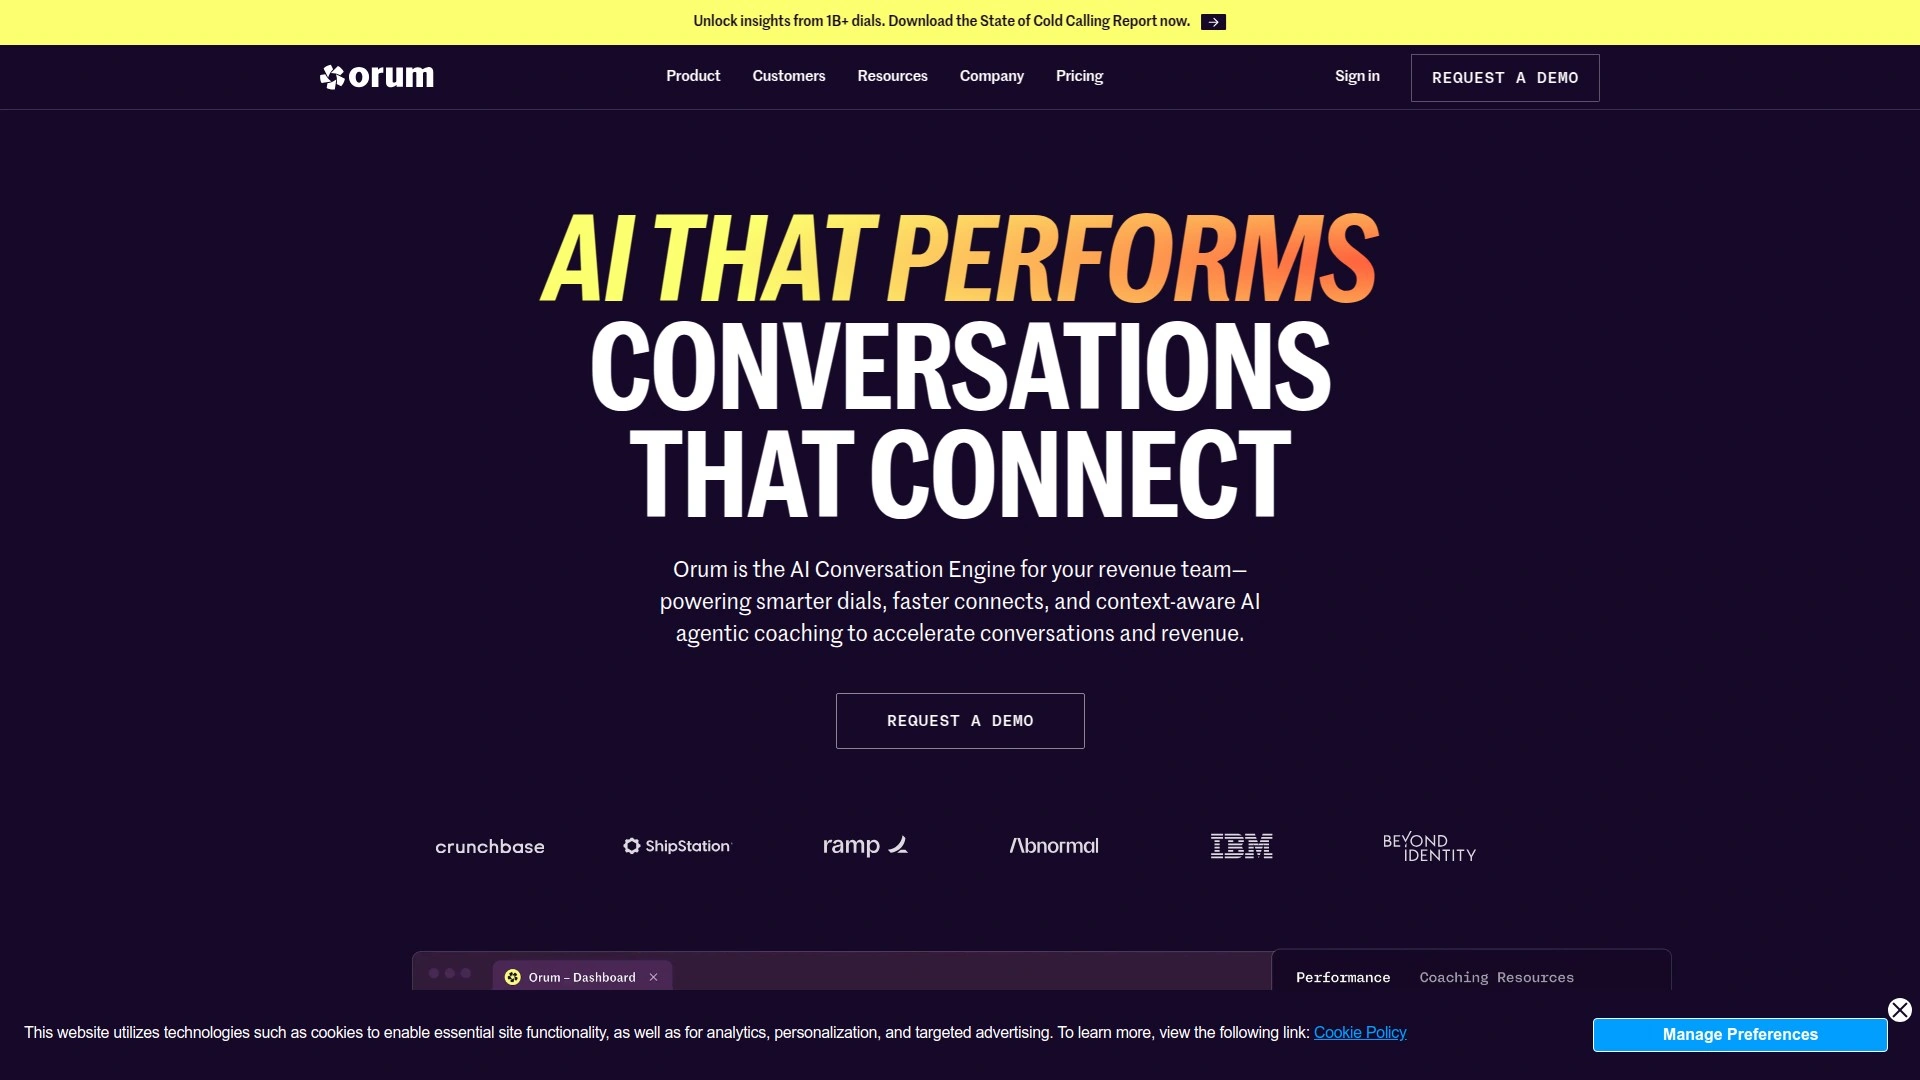 Unlock insights from 1B+ dials. Download the State of Cold Calling Report now.
orum
Product
Customers
Resources
Company
Pricing
Sign in
REQUEST A DEMO
AI THAT PERFORMS
CONVERSATIONS
THAT CONNECT
Orum is the AI Conversation Engine for your revenue team—
powering smarter dials, faster connects, and context-aware AI
agentic coaching to accelerate conversations and revenue.
REQUEST A DEMO
crunchbase
ShipStation
ramp
Abnormal
IBM
BEYOND
IDENTITY
Orum – Dashboard
Performance
Coaching Resources
This website utilizes technologies such as cookies to enable essential site functionality, as well as for analytics, personalization, and targeted advertising. To learn more, view the following link: Cookie Policy
Manage Preferences